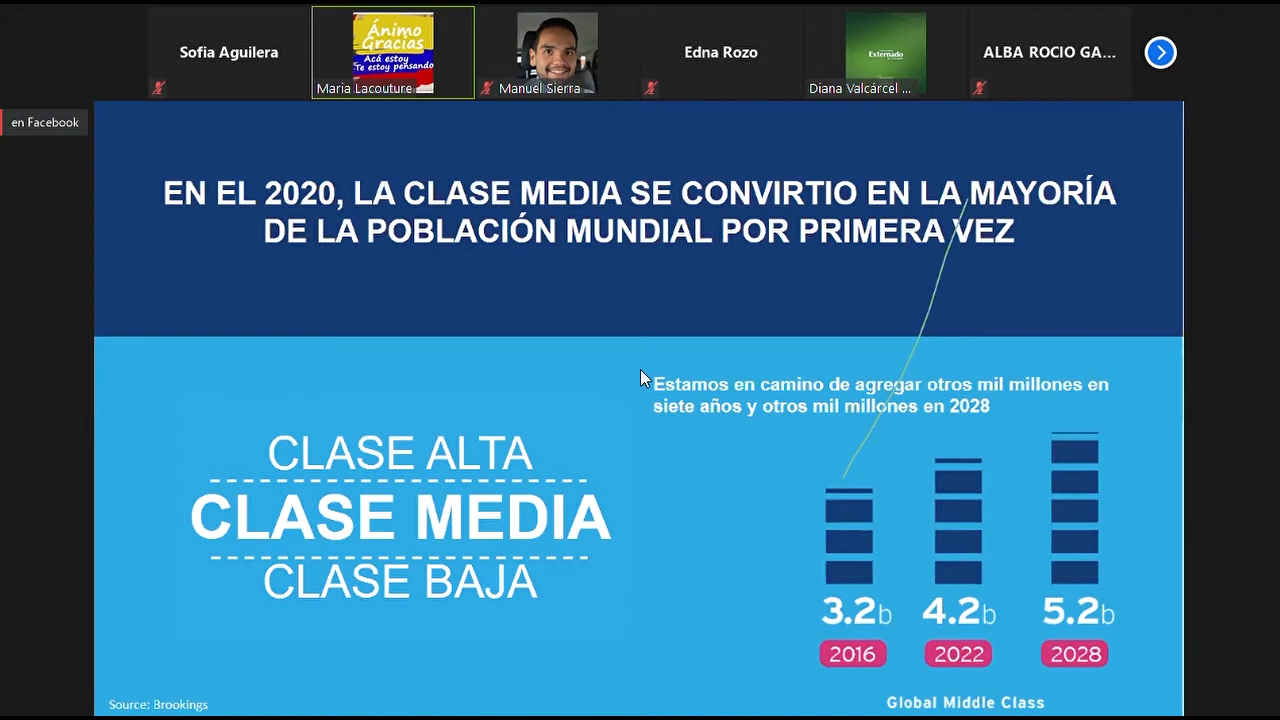 Sofia Aguilera
Ánimo
Gracias
Acá estoy
Te estoy pensando
Maria Lacouture
Manuel Sierra
Edna Rozo
Externado
Diana Valcárcel ...
ALBA ROCIO GA...
en Facebook
EN EL 2020, LA CLASE MEDIA SE CONVIRTIO EN LA MAYORÍA
DE LA POBLACIÓN MUNDIAL POR PRIMERA VEZ
Estamos en camino de agregar otros mil millones en
siete años y otros mil millones en 2028
CLASE ALTA
CLASE MEDIA
CLASE BAJA
3.2b 4.2b 5.2b
2016 2022 2028
Global Middle Class
Source: Brookings